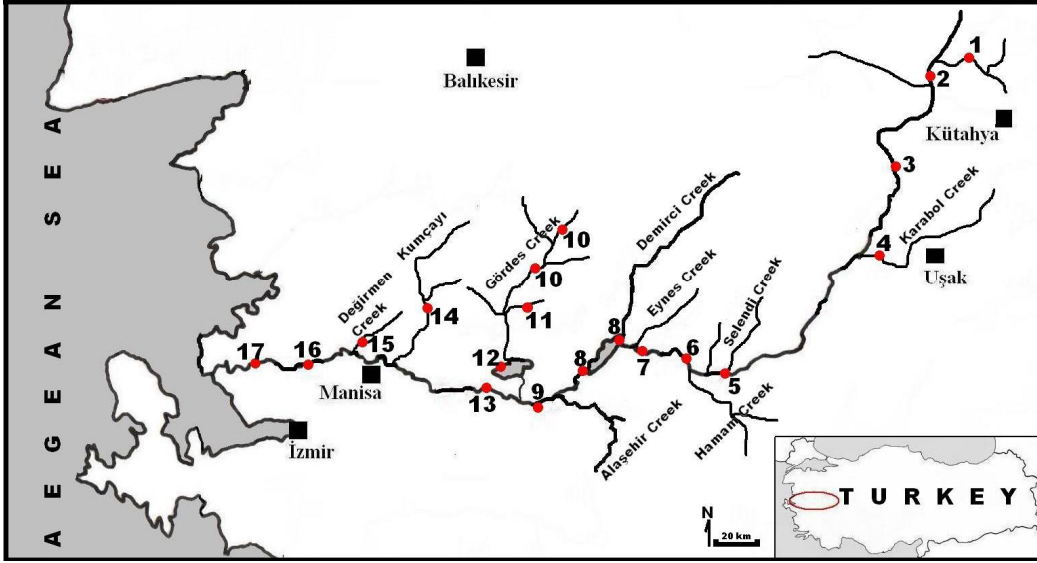 1
2
Balıkesir
Kütahya
3
Karabol Creek
4
Uşak
Demirci Creek
Gördes Creek
10
10
Kumçayı
Değirmen
Creek
Eynes Creek
Selendi Creek
11
14
15
8
17
16
12
8
7
6
5
Manisa
13
9
Alaşehir Creek
Hamam Creek
İzmir
AEGEAN SEA
N
20 km
TURKEY